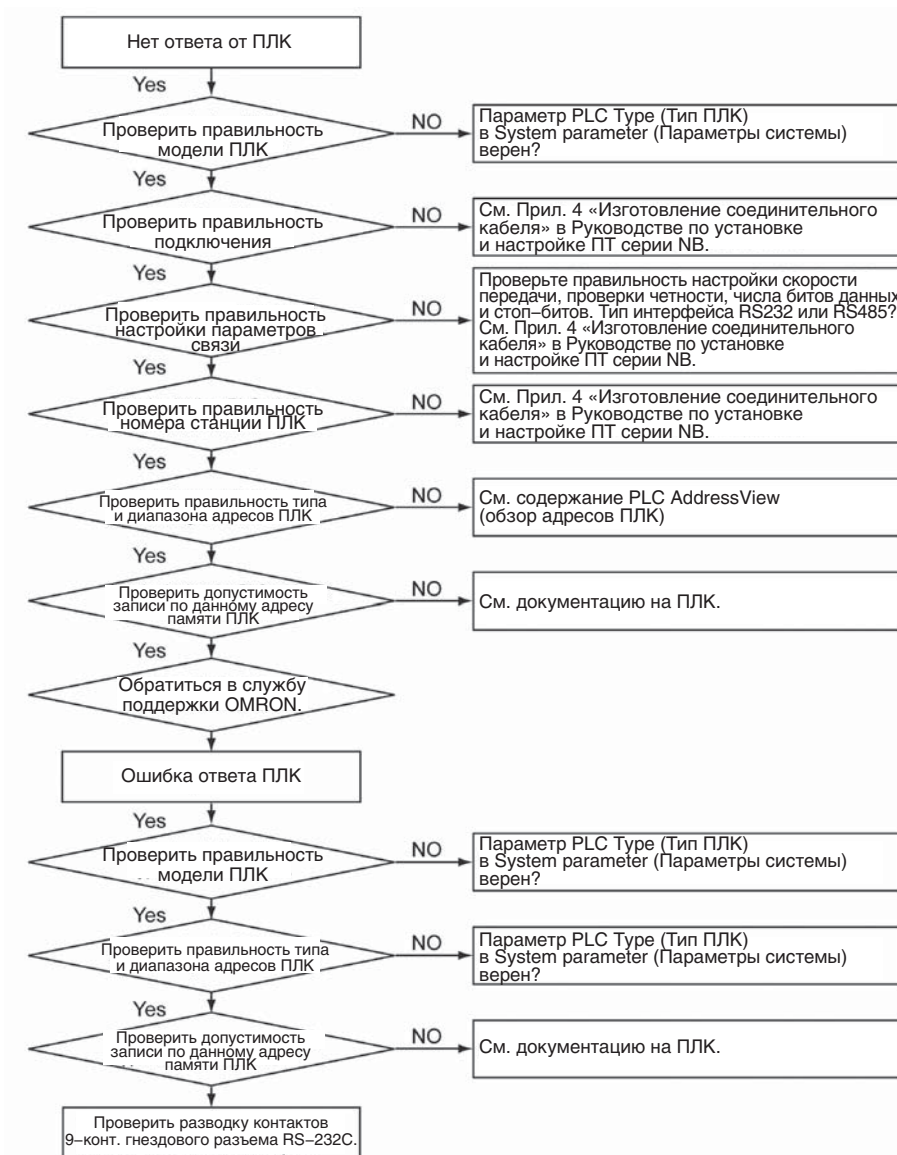 Нет ответа от ПЛК
Yes
Проверить правильность
модели ПЛК
NO
Параметр PLC Type (Тип ПЛК)
в System parameter (Параметры системы)
верен?
Yes
Проверить правильность
подключения
NO
См. Прил. 4 «Изготовление соединительного
кабеля» в Руководстве по установке
и настройке ПТ серии NB.
Yes
Проверить правильность
настройки параметров
связи
NO
Проверьте правильность настройки скорости
передачи, проверки четности, числа битов данных
и стоп–битов. Тип интерфейса RS232 или RS485?
См. Прил. 4 «Изготовление соединительного
кабеля» в Руководстве по установке
и настройке ПТ серии NB.
Yes
Проверить правильность
номера станции ПЛК
NO
См. Прил. 4 «Изготовление соединительного
кабеля» в Руководстве по установке
и настройке ПТ серии NB.
Yes
Проверить правильность типа
и диапазона адресов ПЛК
NO
См. содержание PLC AddressView
(обзор адресов ПЛК)
Yes
Проверить допустимость
записи по данному адресу
памяти ПЛК
NO
См. документацию на ПЛК.
Yes
Обратиться в службу
поддержки OMRON.
Ошибка ответа ПЛК
Yes
Проверить правильность
модели ПЛК
NO
Параметр PLC Type (Тип ПЛК)
в System parameter (Параметры системы)
верен?
Yes
Проверить правильность типа
и диапазона адресов ПЛК
NO
Параметр PLC Type (Тип ПЛК)
в System parameter (Параметры системы)
верен?
Yes
Проверить допустимость
записи по данному адресу
памяти ПЛК
NO
См. документацию на ПЛК.
Проверить разводку контактов
9–конт. гнездового разъема RS–232C.